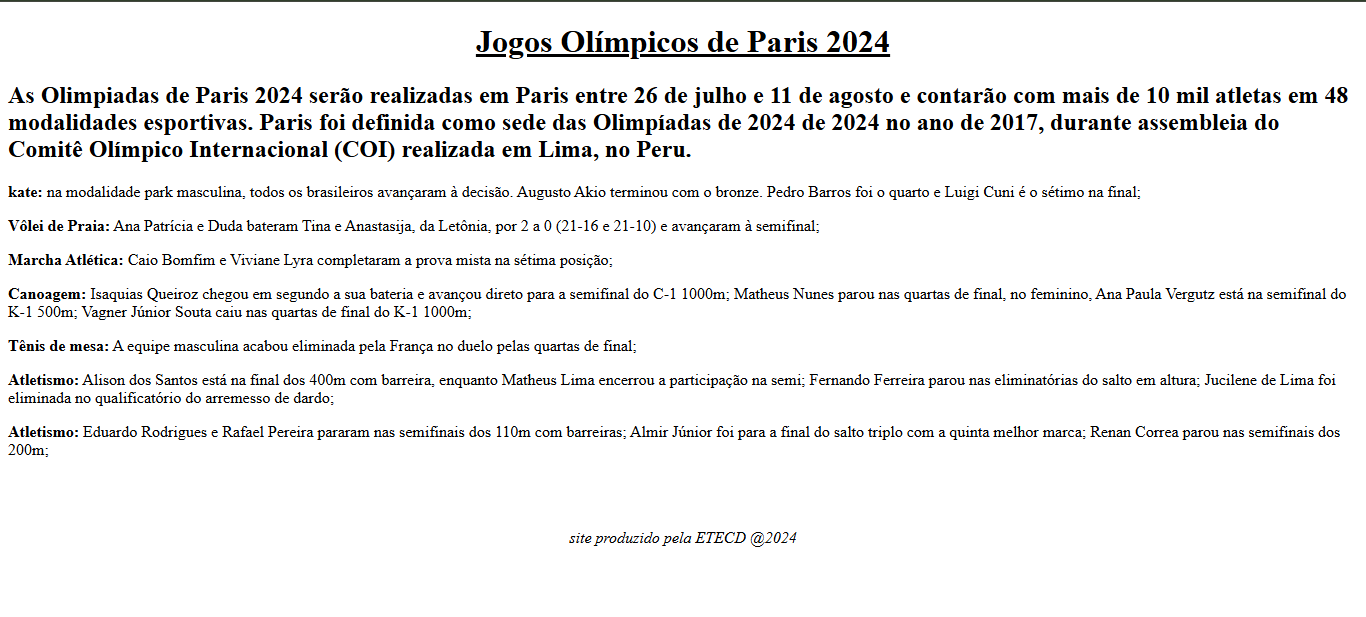 Jogos Olímpicos de Paris 2024
As Olimpiadas de Paris 2024 serão realizadas em Paris entre 26 de julho e 11 de agosto e contarão com mais de 10 mil atletas em 48
modalidades esportivas. Paris foi definida como sede das Olimpíadas de 2024 de 2024 no ano de 2017, durante assembleia do
Comitê Olímpico Internacional (COI) realizada em Lima, no Peru.
kate: na modalidade park masculina, todos os brasileiros avançaram à decisão. Augusto Akio terminou com o bronze. Pedro Barros foi o quarto e Luigi Cuni é o sétimo na final;
Vôlei de Praia: Ana Patrícia e Duda bateram Tina e Anastasija, da Letônia, por 2 a 0 (21-16 e 21-10) e avançaram à semifinal;
Marcha Atlética: Caio Bomfim e Viviane Lyra completaram a prova mista na sétima posição;
Canoagem: Isaquias Queiroz chegou em segundo a sua bateria e avançou direto para a semifinal do C-1 1000m; Matheus Nunes parou nas quartas de final, no feminino, Ana Paula Vergutz está na semifinal do
K-1 500m; Vagner Júnior Souta caiu nas quartas de final do K-1 1000m;
Tênis de mesa: A equipe masculina acabou eliminada pela França no duelo pelas quartas de final;
Atletismo: Alison dos Santos está na final dos 400m com barreira, enquanto Matheus Lima encerrou a participação na semi; Fernando Ferreira parou nas eliminatórias do salto em altura; Jucilene de Lima foi
eliminada no qualificatório do arremesso de dardo;
Atletismo: Eduardo Rodrigues e Rafael Pereira pararam nas semifinais dos 110m com barreiras; Almir Júnior foi para a final do salto triplo com a quinta melhor marca; Renan Correa parou nas semifinais dos
200m;
site produzido pela ETECD @2024